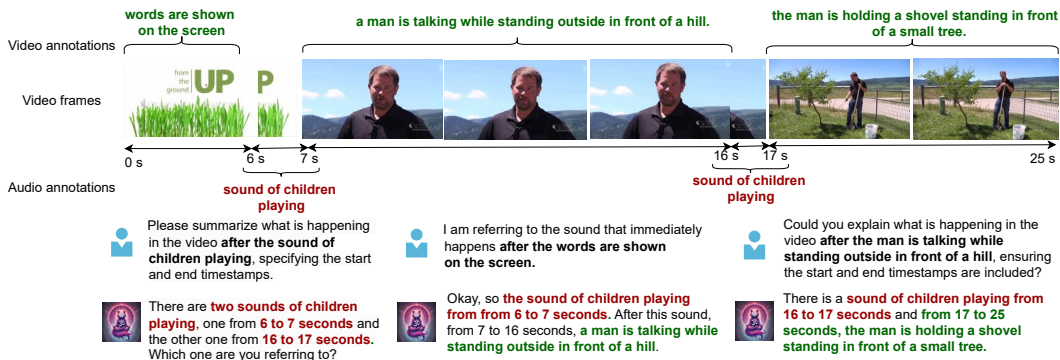 words are shown
on the screen
a man is talking while standing outside in front of a hill.
the man is holding a shovel standing in front
of a small tree.
Video annotations
Video frames
from
the
ground
UP
P
0 s
6 s
7 s
16 s
17 s
25 s
Audio annotations
sound of children
playing
sound of children
playing
Please summarize what is happening
in the video after the sound of
children playing, specifying the start
and end timestamps.
I am referring to the sound that immediately
happens after the words are shown
on the screen.
Could you explain what is happening in the
video after the man is talking while
standing outside in front of a hill, ensuring
the start and end timestamps are included?
There are two sounds of children
playing, one from 6 to 7 seconds and
the other one from 16 to 17 seconds.
Which one are you referring to?
Okay, so the sound of children playing
from from 6 to 7 seconds. After this sound,
from 7 to 16 seconds, a man is talking while
standing outside in front of a hill.
There is a sound of children playing from
16 to 17 seconds and from 17 to 25
seconds, the man is holding a shovel
standing in front of a small tree.